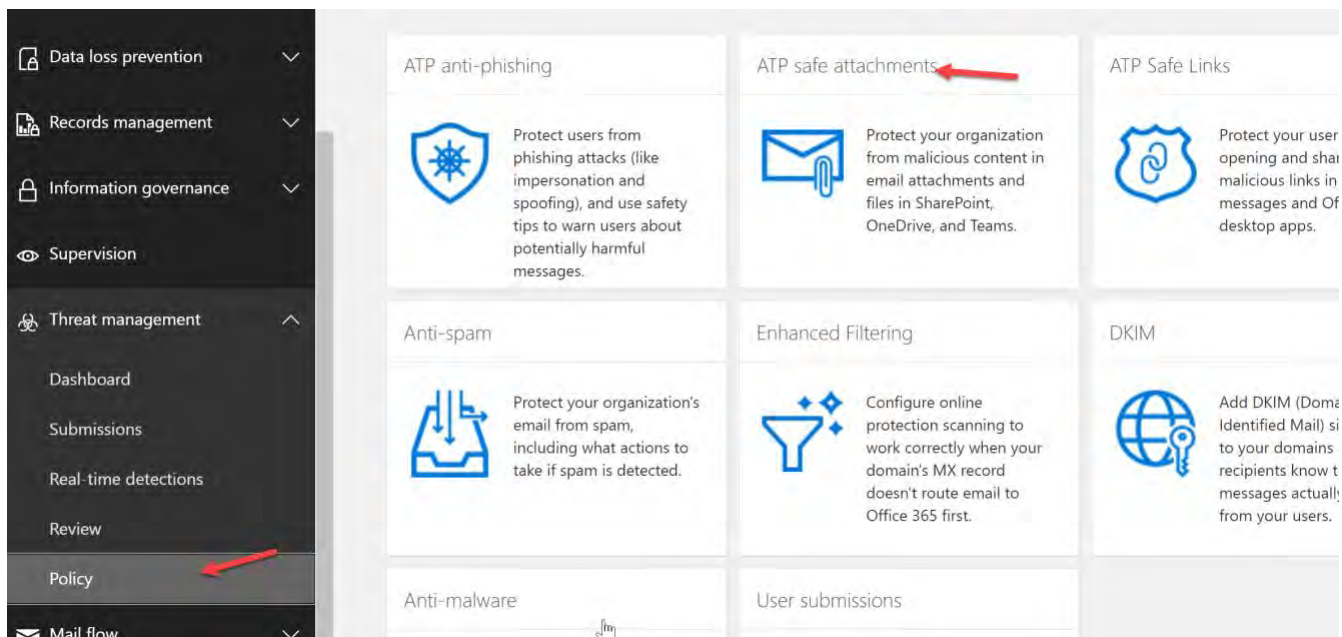 Data loss prevention
Records management
Information governance
Supervision
Threat management
Dashboard
Submissions
Real-time detections
Review
Policy
Mail flow
ATP anti-phishing
Protect users from
phishing attacks (like
impersonation and
spoofing), and use safety
tips to warn users about
potentially harmful
messages.
ATP safe attachments
Protect your organization
from malicious content in
email attachments and
files in SharePoint,
OneDrive, and Teams.
ATP Safe Links
Protect your user
opening and shar
malicious links in
messages and Of
desktop apps.
Anti-spam
Protect your organization's
email from spam,
including what actions to
take if spam is detected.
Enhanced Filtering
Configure online
protection scanning to
work correctly when your
domain's MX record
doesn't route email to
Office 365 first.
DKIM
Add DKIM (Doma
Identified Mail) si
to your domains
recipients know t
messages actually
from your users.
Anti-malware
User submissions